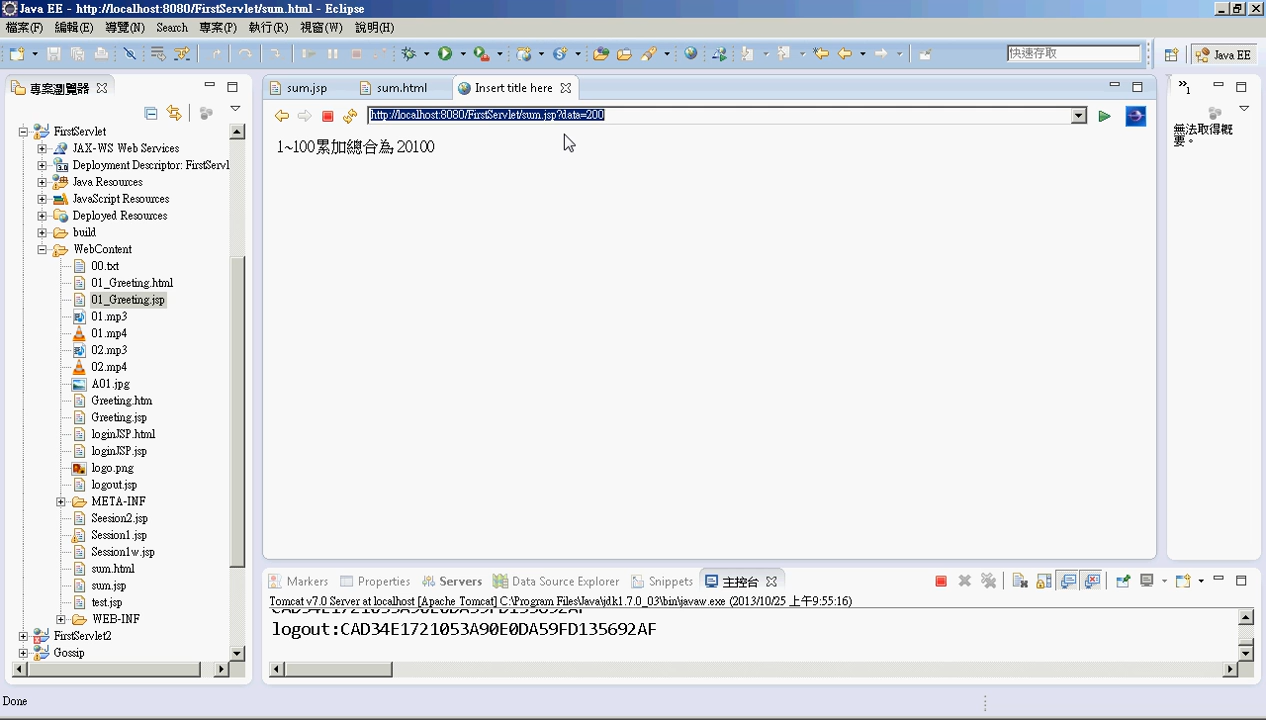 Java EE - http://localhost:8080/FirstServlet/sum.html - Eclipse
檔案(F) 編輯(E) 導覽(N) Search 專案(P) 執行(R) 視窗(W) 說明(H)
快速存取
Java EE
專案瀏覽器
FirstServlet
JAX-WS Web Services
Deployment Descriptor: FirstServl
Java Resources
JavaScript Resources
Deployed Resources
build
WebContent
00.txt
01_Greeting.html
01_Greeting.jsp
01.mp3
01.mp4
02.mp3
02.mp4
A01.jpg
Greeting.htm
Greeting.jsp
loginJSP.html
loginJSP.jsp
logo.png
logout.jsp
META-INF
Seesion2.jsp
Session1.jsp
Session1w.jsp
sum.html
sum.jsp
test.jsp
WEB-INF
FirstServlet2
Gossip
sum.jsp
sum.html
Insert title here
http://localhost:8080/FirstServlet/sum.jsp?data=200
1~100累加總合為 20100
1
無法取得概
要。
Markers Properties Servers Data Source Explorer Snippets 主控台
Tomcat v7.0 Server at localhost [Apache Tomcat] C:\Program Files\Java\jdk1.7.0_03\bin\javaw.exe (2013/10/25 上午9:55:16)
CAD34E1721053A90E0DA59FD135692AF
logout:CAD34E1721053A90E0DA59FD135692AF
Done